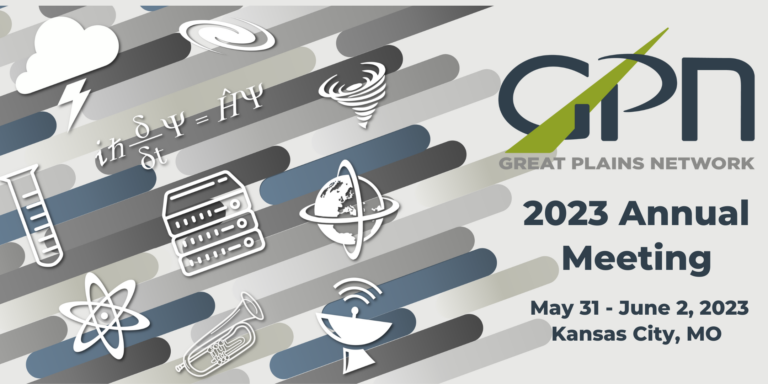 iħ δ/δt Ψ = ĤΨ
GPN
GREAT PLAINS NETWORK
2023 Annual
Meeting
May 31 - June 2, 2023
Kansas City, MO